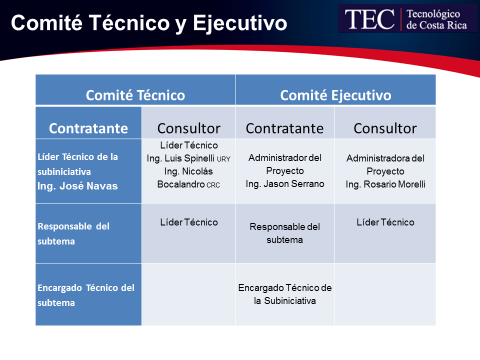 Comité Técnico y Ejecutivo
TEC | Tecnológico
de Costa Rica
Comité Técnico
Comité Ejecutivo
Contratante
Consultor
Contratante
Consultor
Líder Técnico de la
subiniciativa
Ing. José Navas
Líder Técnico
Ing. Luis Spinelli URY
Ing. Nicolás
Bocalandro CRC
Administrador del
Proyecto
Ing. Jason Serrano
Administradora del
Proyecto
Ing. Rosario Morelli
Responsable del
subtema
Líder Técnico
Responsable del
subtema
Líder Técnico
Encargado Técnico del
subtema
Encargado Técnico de
la Subiniciativa